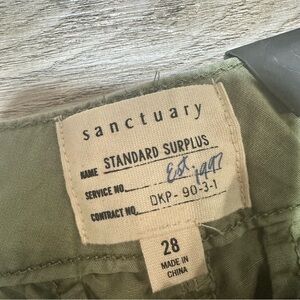 sanctuary
NAME STANDARD SURPLUS
SERVICE NO. Est. 1997
CONTRACT NO. DKP-90-3-1
28
MADE IN
CHINA